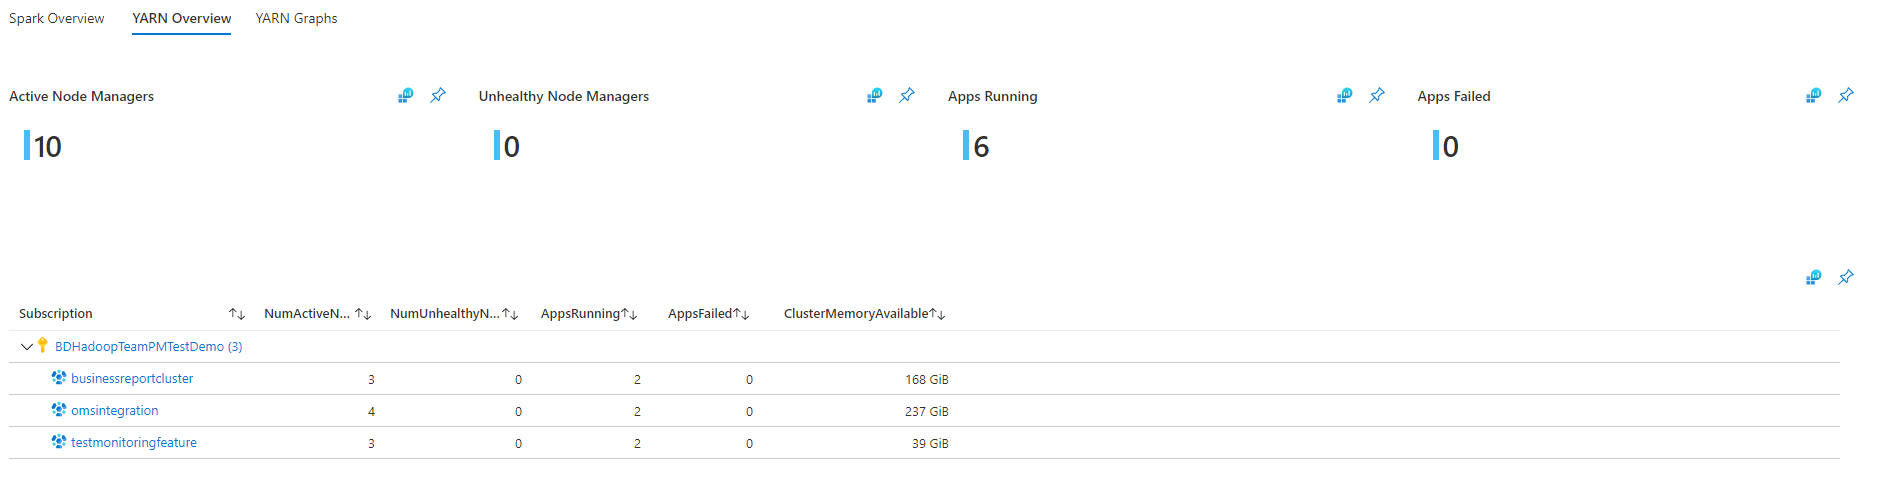 Spark Overview YARN Overview YARN Graphs
Active Node Managers Unhealthy Node Managers Apps Running Apps Failed
10 0 6 0
Subscription NumActiveN... NumUnhealthyN... AppsRunning AppsFailed ClusterMemoryAvailable
BDHadoopTeamPMTestDemo (3)
businessreportcluster 3 0 2 0 168 GiB
omsintegration 4 0 2 0 237 GiB
testmonitoringfeature 3 0 2 0 39 GiB